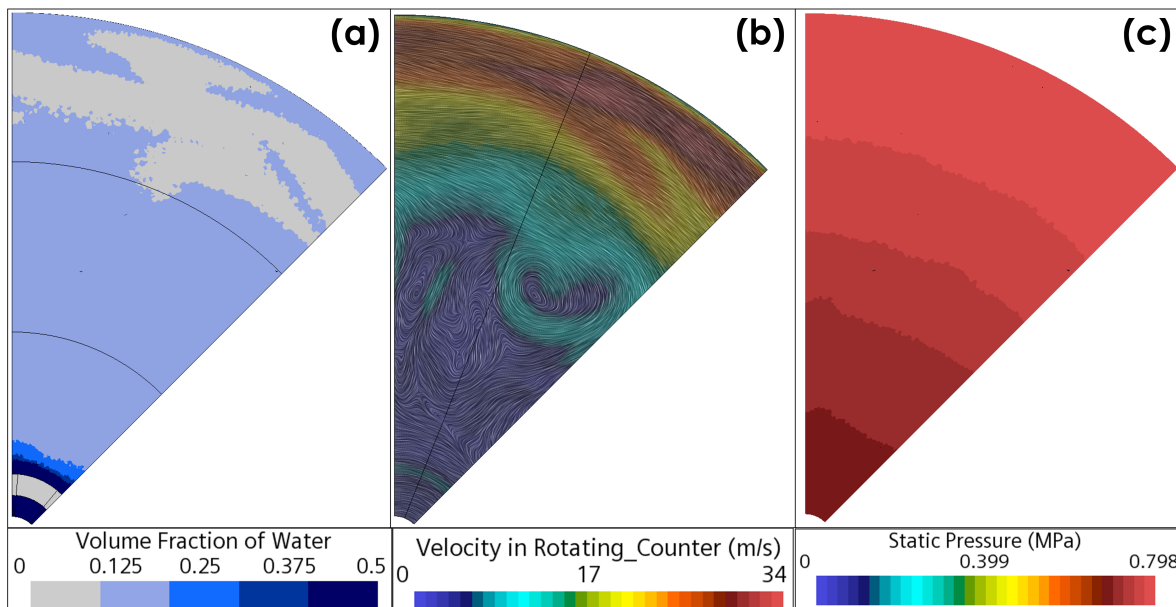 (a)
(b)
(c)
Volume Fraction of Water
0 0.125 0.25 0.375 0.5
Velocity in Rotating_Counter (m/s)
0 17 34
Static Pressure (MPa)
0 0.399 0.798